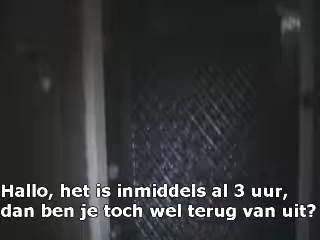 Hallo, het is inmiddels al 3 uur,
dan ben je toch wel terug van uit?